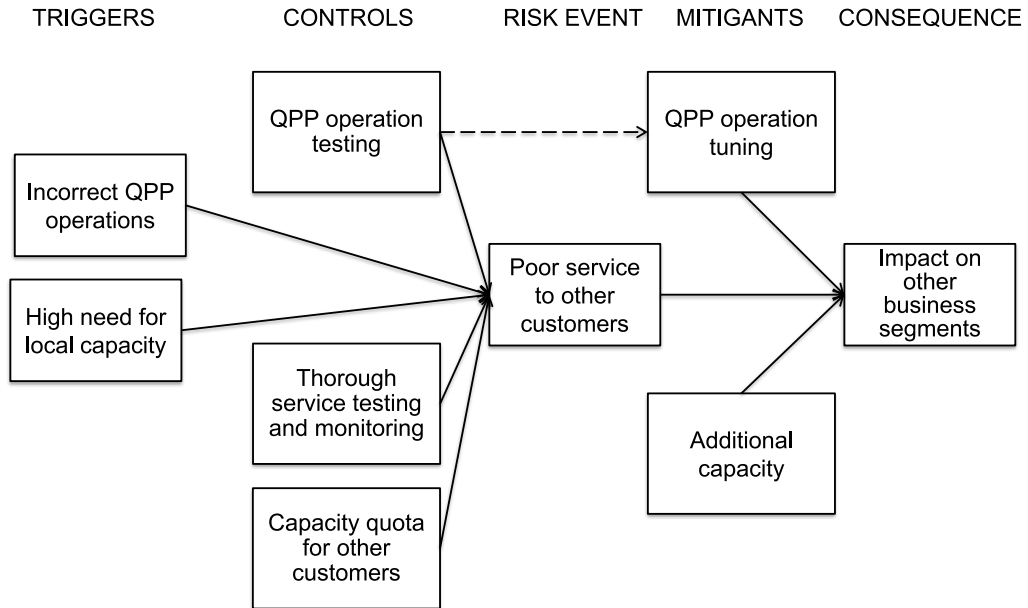 TRIGGERS
CONTROLS
RISK EVENT
MITIGANTS
CONSEQUENCE
Incorrect QPP
operations
High need for
local capacity
QPP operation
testing
Thorough
service testing
and monitoring
Capacity quota
for other
customers
Poor service
to other
customers
QPP operation
tuning
Additional
capacity
Impact on
other
business
segments